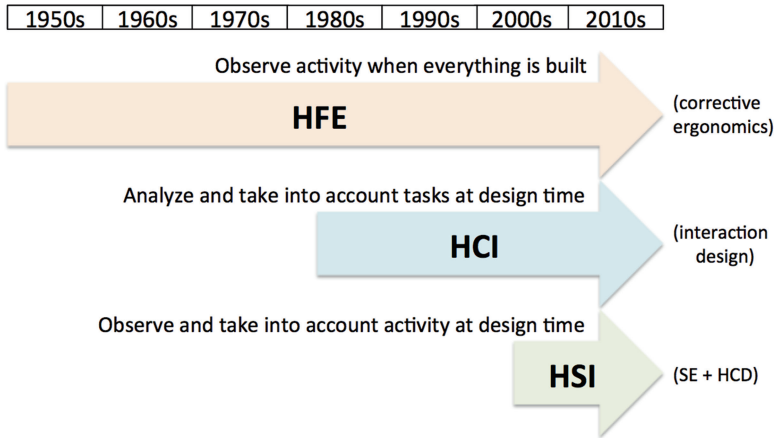 1950s 1960s 1970s 1980s 1990s 2000s 2010s
Observe activity when everything is built
HFE
(corrective
ergonomics)
Analyze and take into account tasks at design time
HCI
(interaction
design)
Observe and take into account activity at design time
HSI
(SE + HCD)